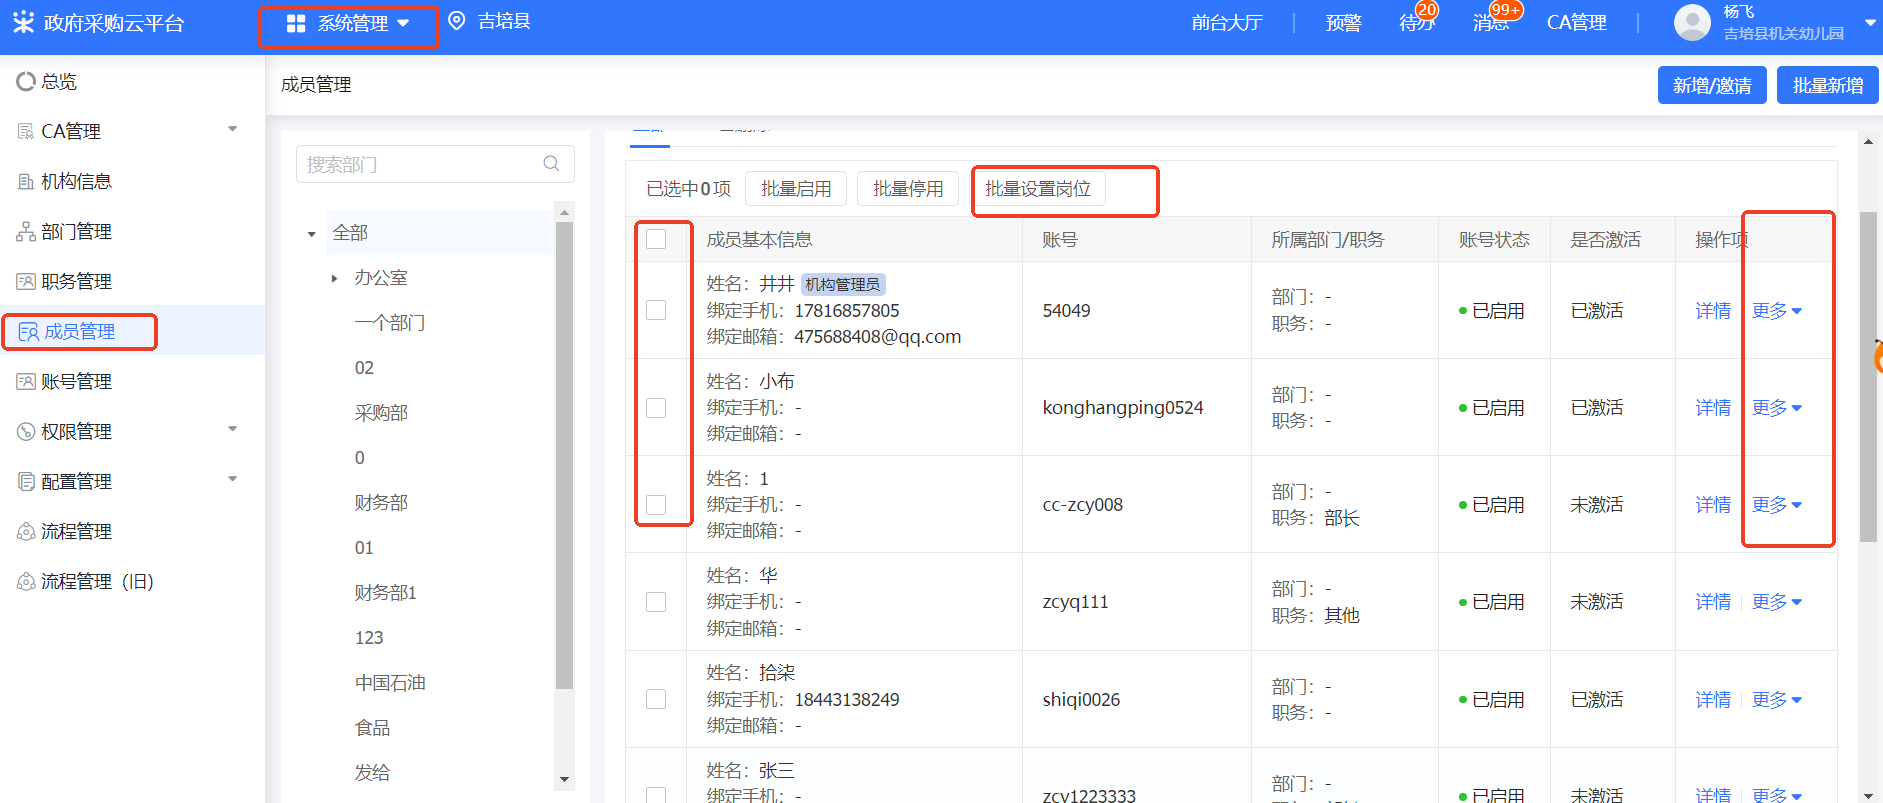 政府采购云平台
系统管理
吉培县
前台大厅
预警
待办
20
消息
99+
CA管理
杨飞
吉培县机关幼儿园
总览
CA管理
机构信息
部门管理
职务管理
成员管理
账号管理
权限管理
配置管理
流程管理
流程管理（旧）
成员管理
新增/邀请
批量新增
搜索部门
全部
办公室
一个部门
02
采购部
0
财务部
01
财务部1
123
中国石油
食品
发给
已选中0项
批量启用
批量停用
批量设置岗位
成员基本信息
账号
所属部门/职务
账号状态
是否激活
操作项
姓名：井井 机构管理员
绑定手机：17816857805
绑定邮箱：475688408@qq.com
54049
部门：-
职务：-
已启用
已激活
详情
更多
姓名：小布
绑定手机：-
绑定邮箱：-
konghangping0524
部门：-
职务：-
已启用
已激活
详情
更多
姓名：1
绑定手机：-
绑定邮箱：-
cc-zcy008
部门：-
职务：部长
已启用
未激活
详情
更多
姓名：华
绑定手机：-
绑定邮箱：-
zcyq111
部门：-
职务：其他
已启用
未激活
详情
更多
姓名：拾柒
绑定手机：18443138249
绑定邮箱：-
shiqi0026
部门：-
职务：-
已启用
已激活
详情
更多
姓名：张三
绑定手机：-
zcy1223333
部门：-
职务：部长
已启用
未激活
详情
更多